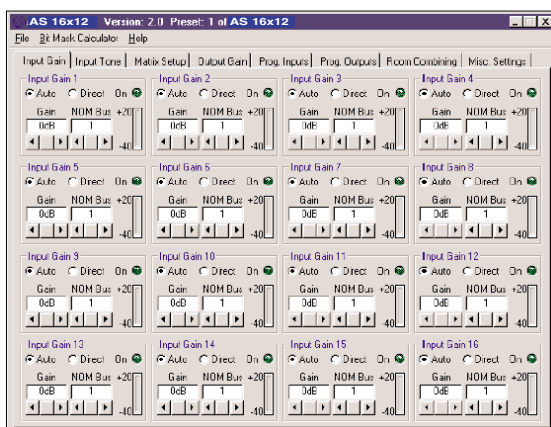 AS 16x12 Version: 2.0 Preset: 1 of AS 16x12
File Bit Mask Calculator Help
Input Gain Input Tone Matrix Setup Output Gain Prog. Inputs Prog. Outputs Room Combining Misc. Settings
Input Gain 1 Input Gain 2 Input Gain 3 Input Gain 4
Auto Direct On Auto Direct On Auto Direct On Auto Direct On
Gain NOM Bus +20 Gain NOM Bus +20 Gain NOM Bus +20 Gain NOM Bus +20
0dB 1 0dB 1 0dB 1 0dB 1
-40 -40 -40 -40
Input Gain 5 Input Gain 6 Input Gain 7 Input Gain 8
Auto Direct On Auto Direct On Auto Direct On Auto Direct On
Gain NOM Bus +20 Gain NOM Bus +20 Gain NOM Bus +20 Gain NOM Bus +20
0dB 1 0dB 1 0dB 1 0dB 1
-40 -40 -40 -40
Input Gain 9 Input Gain 10 Input Gain 11 Input Gain 12
Auto Direct On Auto Direct On Auto Direct On Auto Direct On
Gain NOM Bus +20 Gain NOM Bus +20 Gain NOM Bus +20 Gain NOM Bus +20
0dB 1 0dB 1 0dB 1 0dB 1
-40 -40 -40 -40
Input Gain 13 Input Gain 14 Input Gain 15 Input Gain 16
Auto Direct On Auto Direct On Auto Direct On Auto Direct On
Gain NOM Bus +20 Gain NOM Bus +20 Gain NOM Bus +20 Gain NOM Bus +20
0dB 1 0dB 1 0dB 1 0dB 1
-40 -40 -40 -40